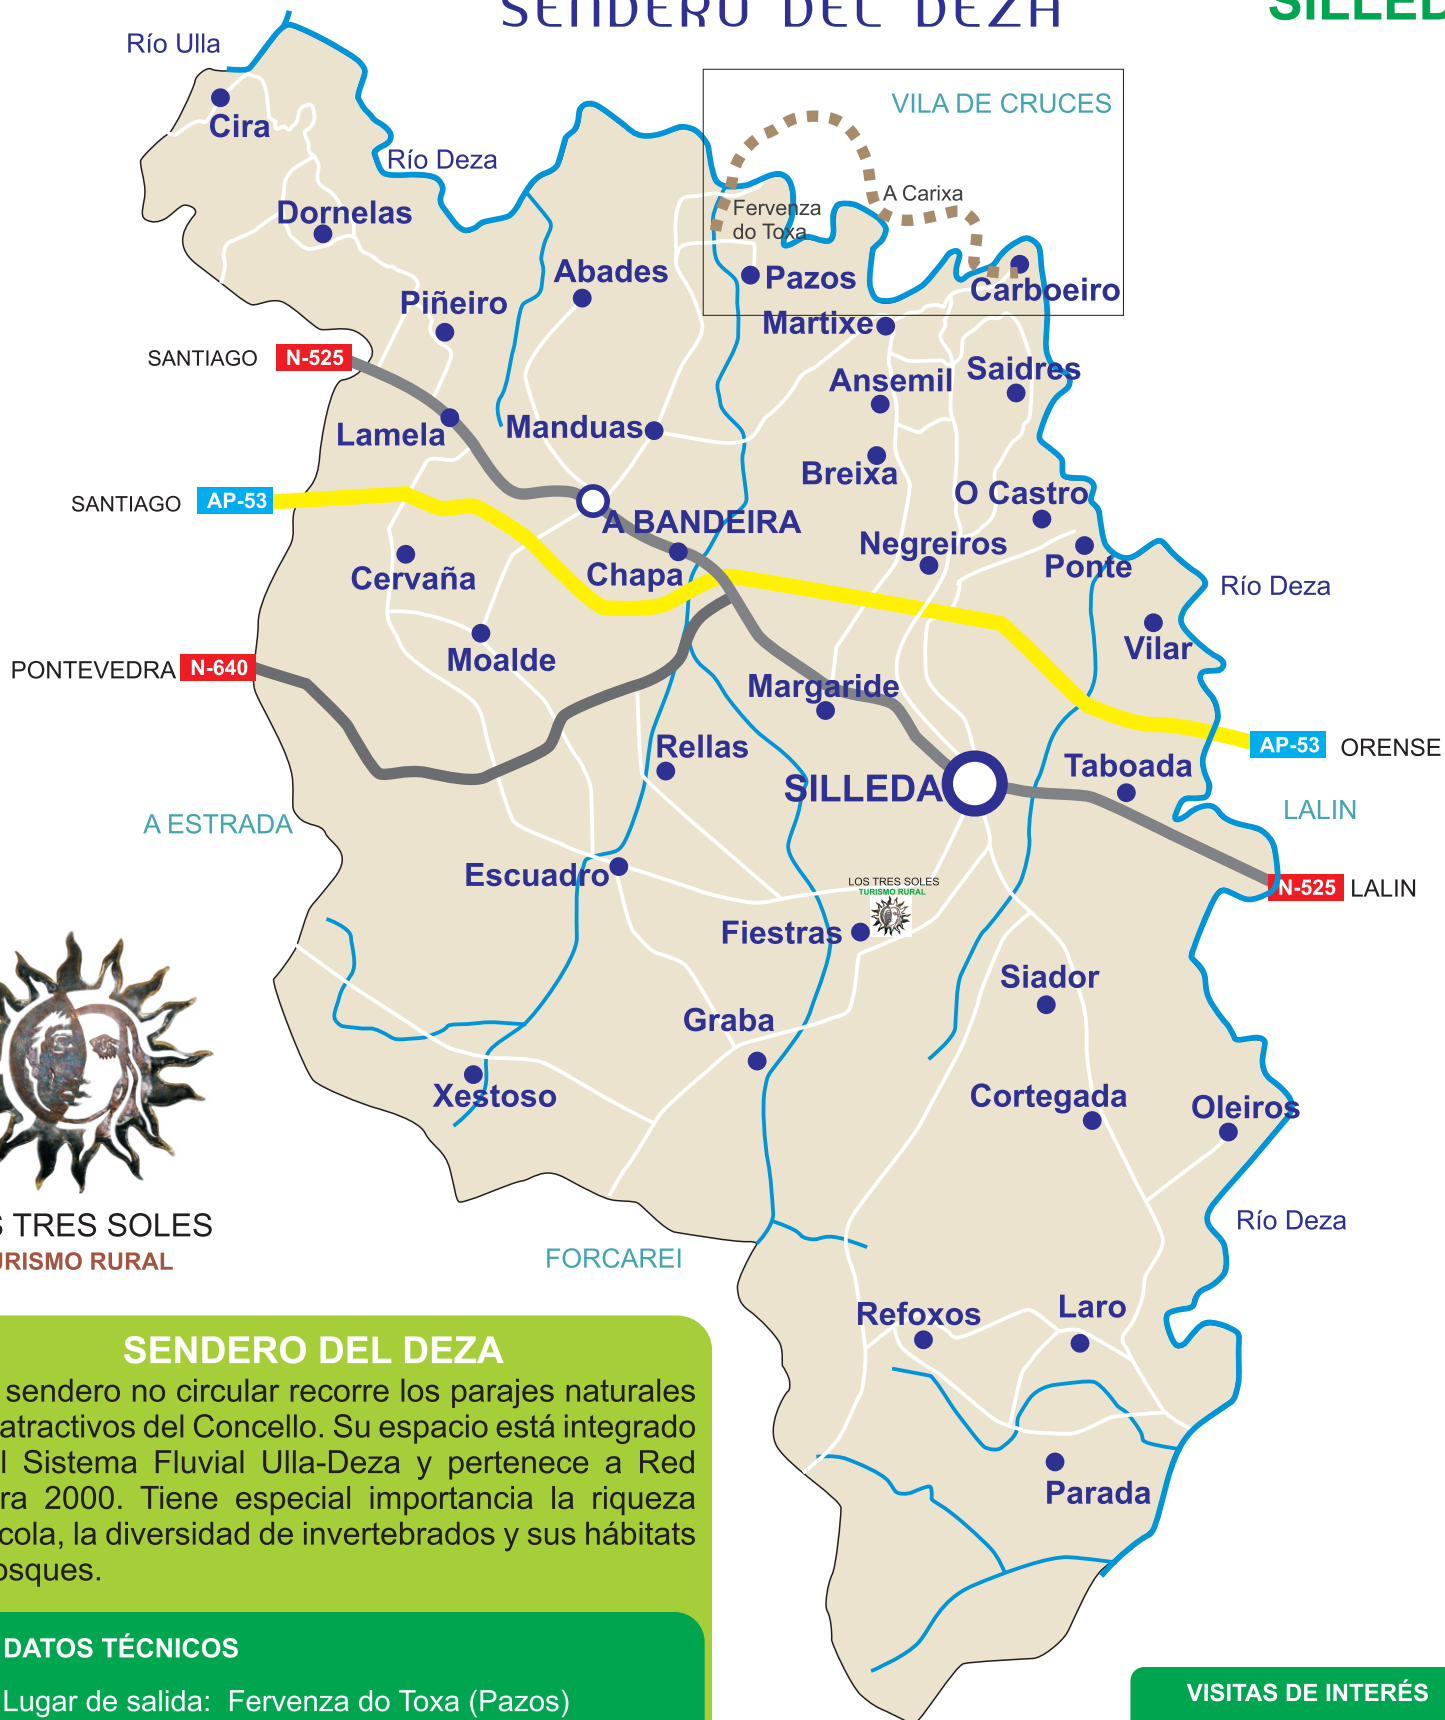 SENDERO DEL DEZA
SILLED
Río Ulla
VILA DE CRUCES
Cira
Río Deza
A Carixa
Dornelas
Fervenza
do Toxa
Abades
Pazos
Carboeiro
Piñeiro
Martixe
SANTIAGO N-525
Saidres
Ansemil
Lamela
Manduas
Breixa
SANTIAGO AP-53
O Castro
A BANDEIRA
Negreiros
Cervaña
Chapa
Ponte
Río Deza
Vilar
Moalde
PONTEVEDRA N-640
Margaride
Rellas
AP-53 ORENSE
Taboada
SILLEDA
LALIN
A ESTRADA
Escuadro
LOS TRES SOLES
TURISMO RURAL
N-525 LALIN
Fiestras
Siador
Graba
Xestoso
Cortegada
Oleiros
S TRES SOLES
URISMO RURAL
Río Deza
FORCAREI
Refoxos
Laro
Parada
SENDERO DEL DEZA
sendero no circular recorre los parajes naturales
atractivos del Concello. Su espacio está integrado
l Sistema Fluvial Ulla-Deza y pertenece a Red
ra 2000. Tiene especial importancia la riqueza
cola, la diversidad de invertebrados y sus hábitats
osques.
DATOS TÉCNICOS
Lugar de salida: Fervenza do Toxa (Pazos)
VISITAS DE INTERÉS